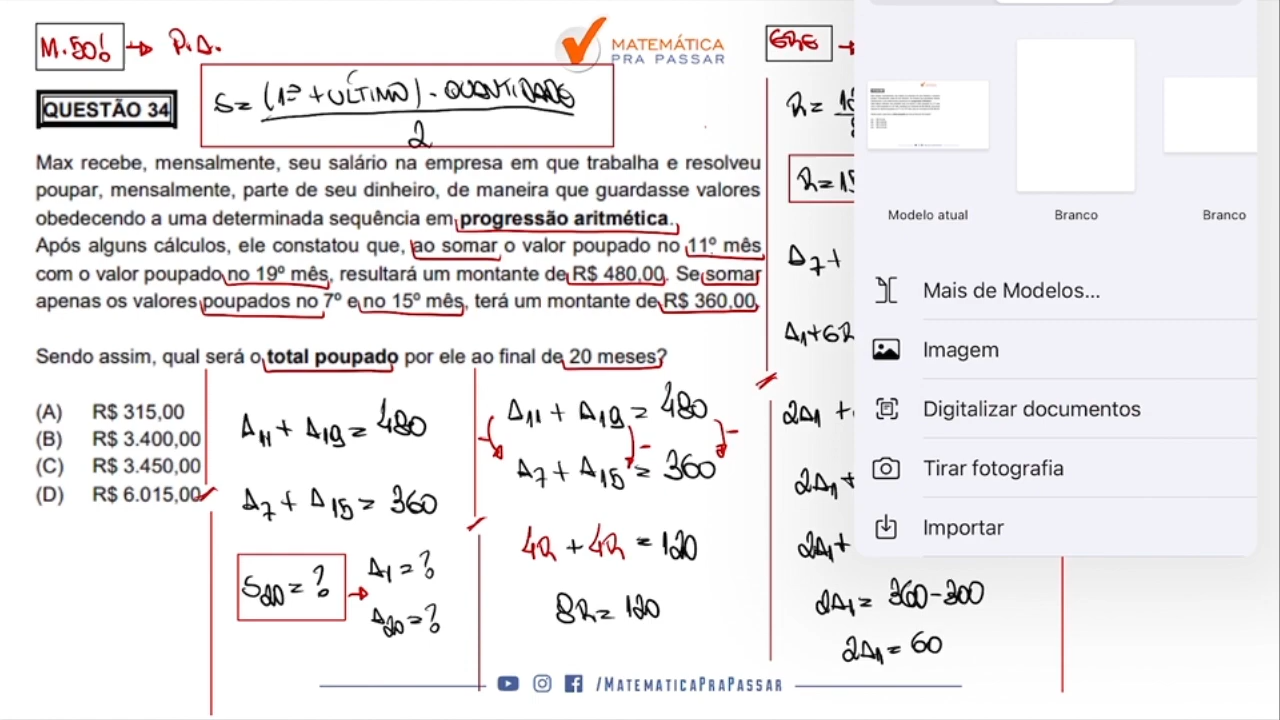 M.50! → P.A.
MATEMÁTICA
PRA PASSAR
QUESTÃO 34
S = (1º + ÚLTIMO) . QUANTIDADE
2
Max recebe, mensalmente, seu salário na empresa em que trabalha e resolveu
poupar, mensalmente, parte de seu dinheiro, de maneira que guardasse valores
obedecendo a uma determinada sequência em progressão aritmética.
Após alguns cálculos, ele constatou que, ao somar o valor poupado no 11º mês
com o valor poupado no 19º mês, resultará um montante de R$ 480,00. Se somar
apenas os valores poupados no 7º e no 15º mês, terá um montante de R$ 360,00.
Sendo assim, qual será o total poupado por ele ao final de 20 meses?
(A) R$ 315,00
(B) R$ 3.400,00
(C) R$ 3.450,00
(D) R$ 6.015,00
A11 + A19 = 480
A7 + A15 = 360
S20 = ? →
A1 = ?
A20 = ?
A11 + A19 = 480
A7 + A15 = 360
4R + 4R = 120
8R = 120
R =
R = 15
A7 +
A1 + 6R
2A1 +
2A1 +
2A1 +
2A1 = 360-300
2A1 = 60
Modelo atual
Branco
Branco
Mais de Modelos...
Imagem
Digitalizar documentos
Tirar fotografia
Importar
/MatematicaPraPassar